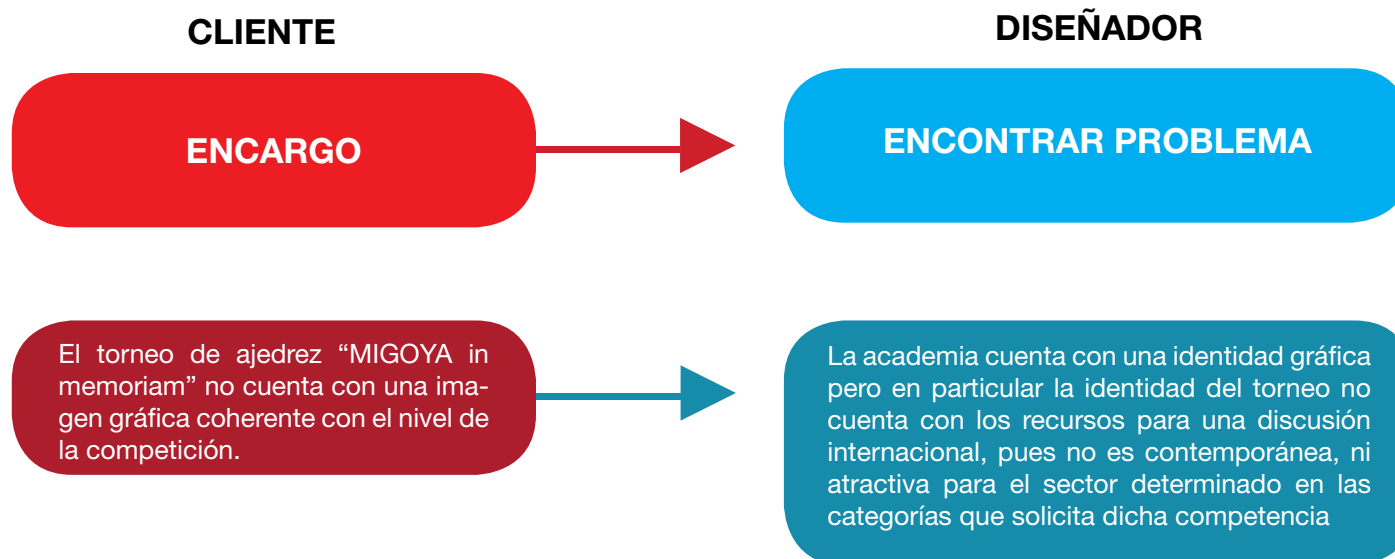 CLIENTE
DISEÑADOR
ENCARGO
ENCONTRAR PROBLEMA
El torneo de ajedrez “MIGOYA in
memoriam” no cuenta con una ima-
gen gráfica coherente con el nivel de
la competición.
La academia cuenta con una identidad gráfica
pero en particular la identidad del torneo no
cuenta con los recursos para una discusión
internacional, pues no es contemporánea, ni
atractiva para el sector determinado en las
categorías que solicita dicha competencia